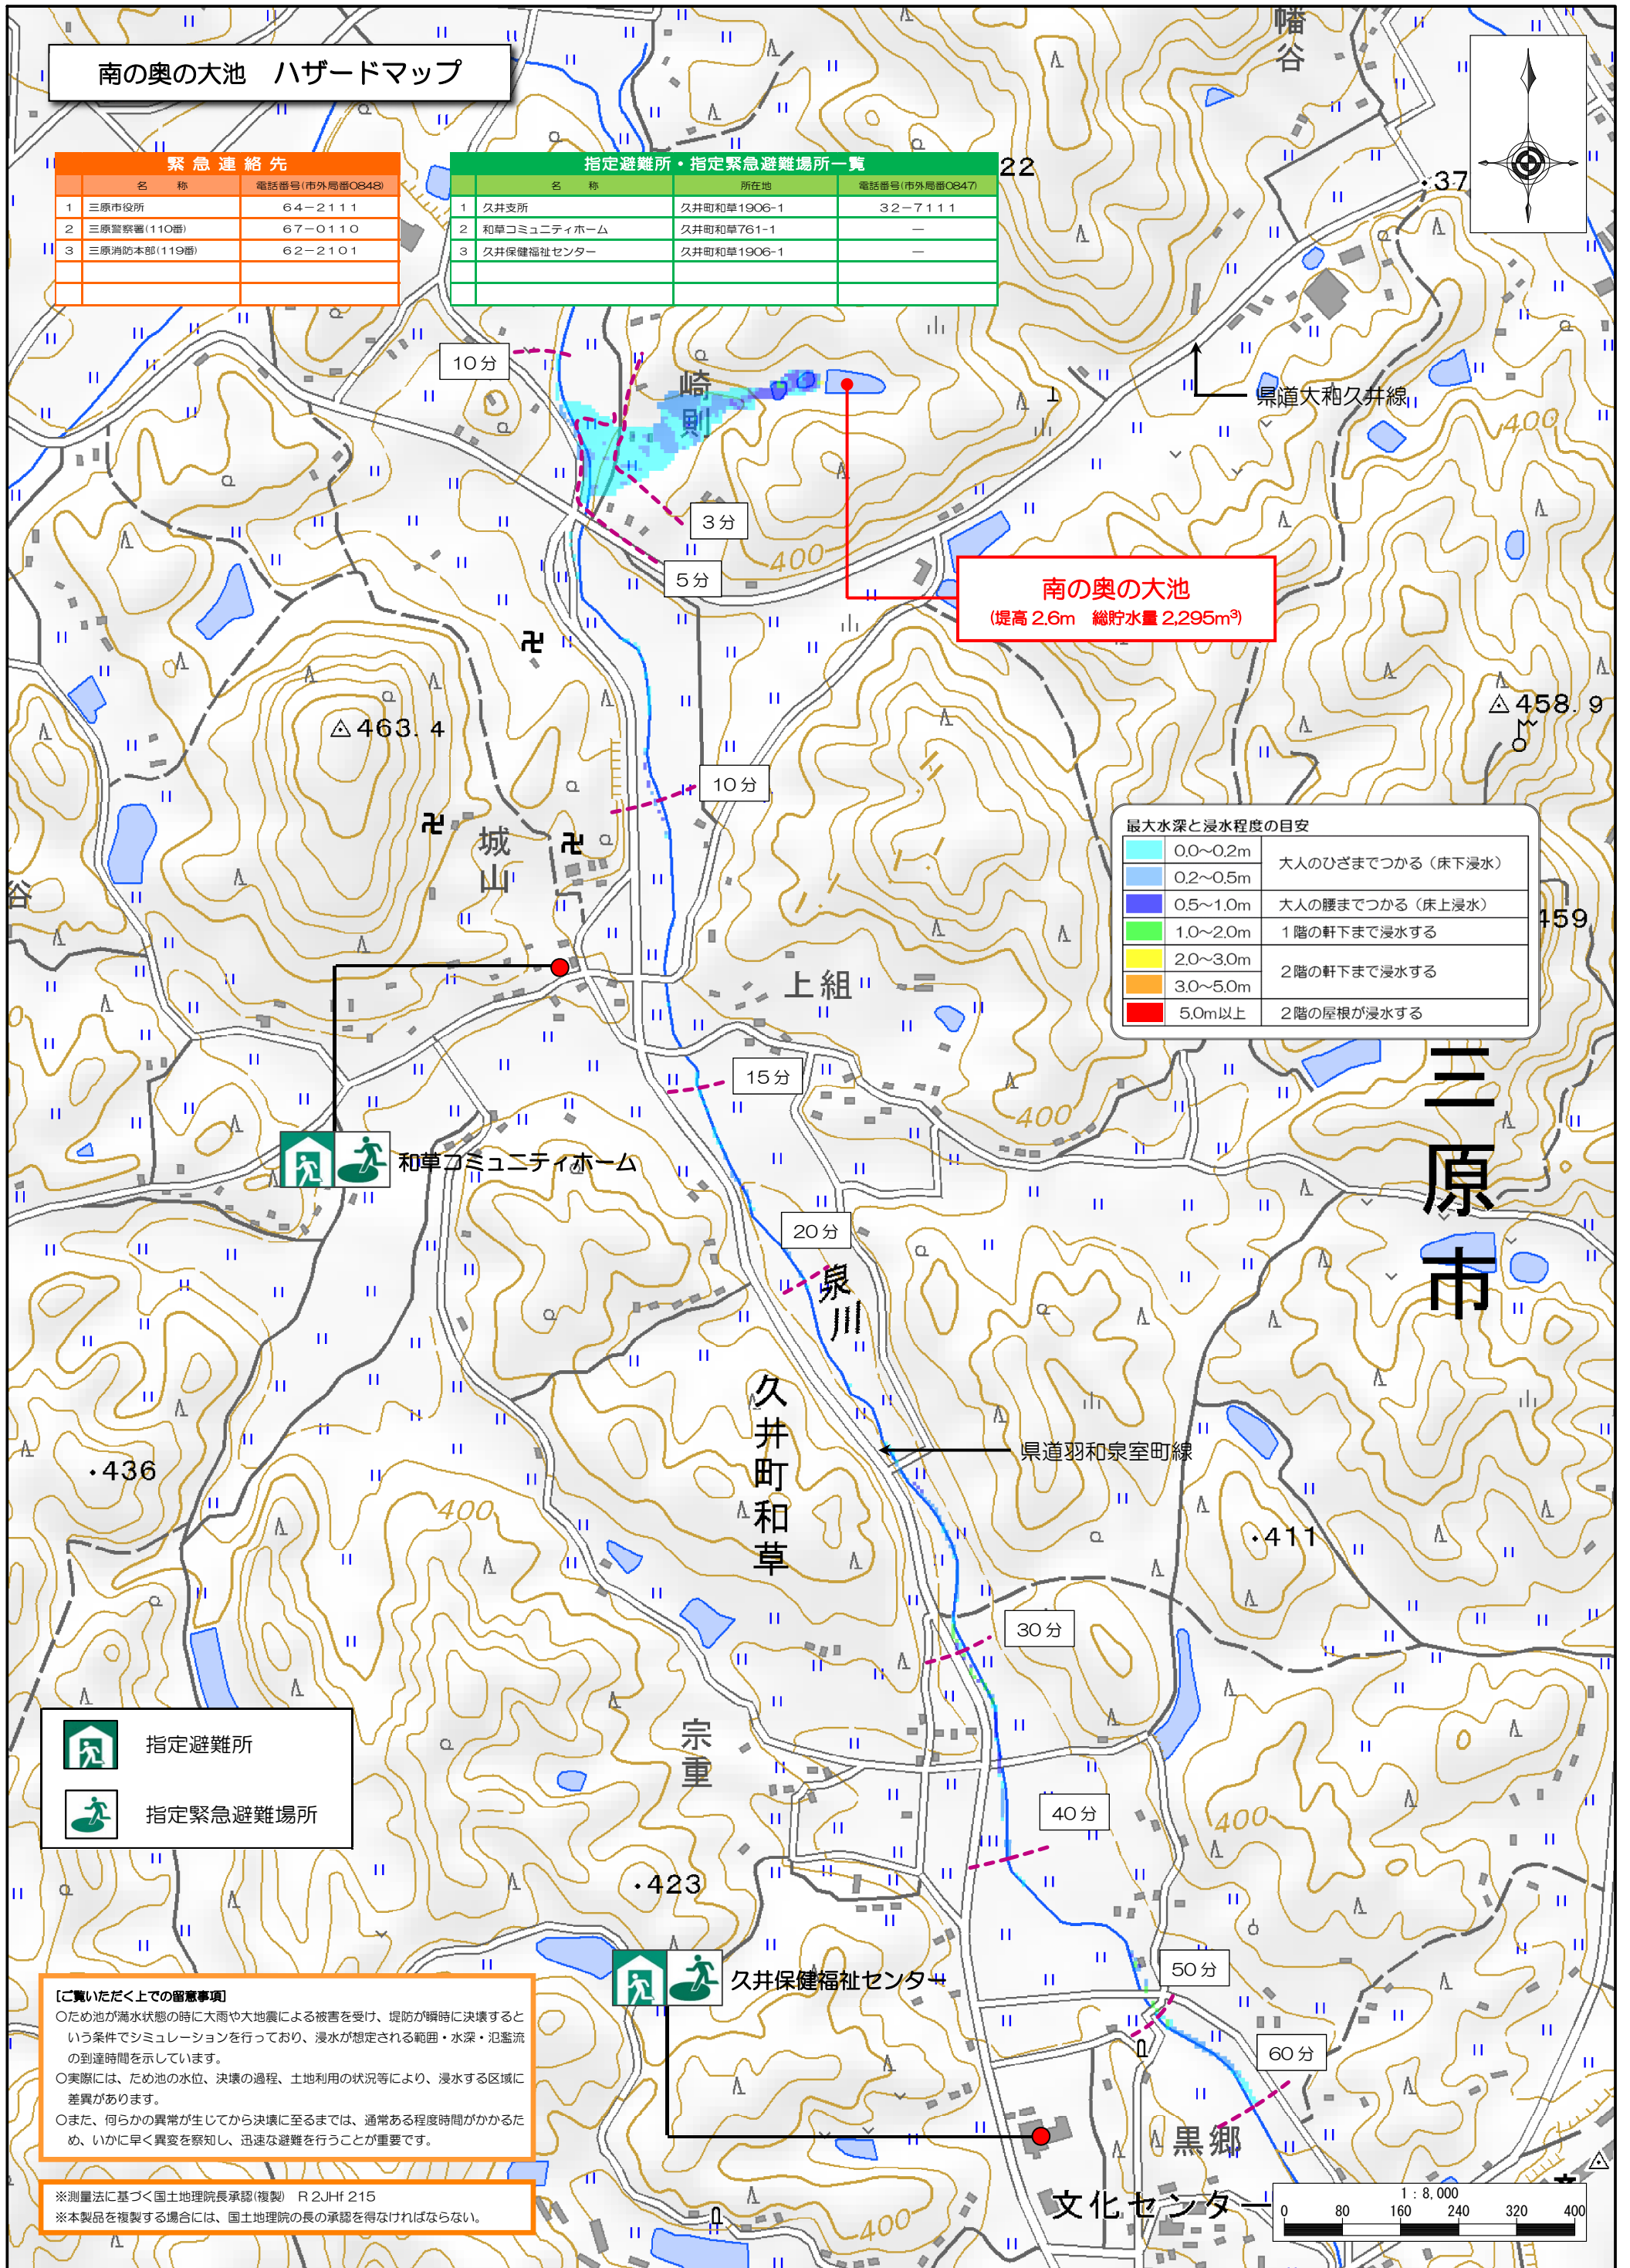 南の奥の大池　ハザードマップ
緊急連絡先
名　称 電話番号(市外局番0848)
1 三原市役所 64-2111
2 三原警察署(110番) 67-0110
3 三原消防本部(119番) 62-2101
指定避難所・指定緊急避難場所一覧
名　称 所在地 電話番号(市外局番0847)
1 久井支所 久井町和草1906-1 32-7111
2 和草コミュニティホーム 久井町和草761-1 —
3 久井保健福祉センター 久井町和草1906-1 —
幡谷
22
・37
10分
崎則
県道大和久井線
400
3分
5分
400
南の奥の大池
(堤高 2.6m　総貯水量 2,295m³)
463.4
458.9
10分
城山
谷
最大水深と浸水程度の目安
0.0～0.2m
大人のひざまでつかる（床下浸水）
0.2～0.5m
0.5～1.0m 大人の腰までつかる（床上浸水）
1.0～2.0m 1階の軒下まで浸水する
2.0～3.0m
2階の軒下まで浸水する
3.0～5.0m
5.0m以上 2階の屋根が浸水する
459
上組
15分
400
三原市
和草コミュニティホーム
20分
泉川
久井町和草
県道羽和泉室町線
・436
400
・411
30分
宗重
指定避難所
指定緊急避難場所
40分
400
・423
久井保健福祉センター
50分
60分
黒郷
文化センター
400
[ご覧いただく上での留意事項]
○ため池が満水状態の時に大雨や大地震による被害を受け、堤防が瞬時に決壊すると
いう条件でシミュレーションを行っており、浸水が想定される範囲・水深・氾濫流
の到達時間を示しています。
○実際には、ため池の水位、決壊の過程、土地利用の状況等により、浸水する区域に
差異があります。
○また、何らかの異常が生じてから決壊に至るまでは、通常ある程度時間がかかるた
め、いかに早く異変を察知し、迅速な避難を行うことが重要です。
※測量法に基づく国土地理院長承認(複製)　R 2JHf 215
※本製品を複製する場合には、国土地理院の長の承認を得なければならない。
1：8,000
0 80 160 240 320 400